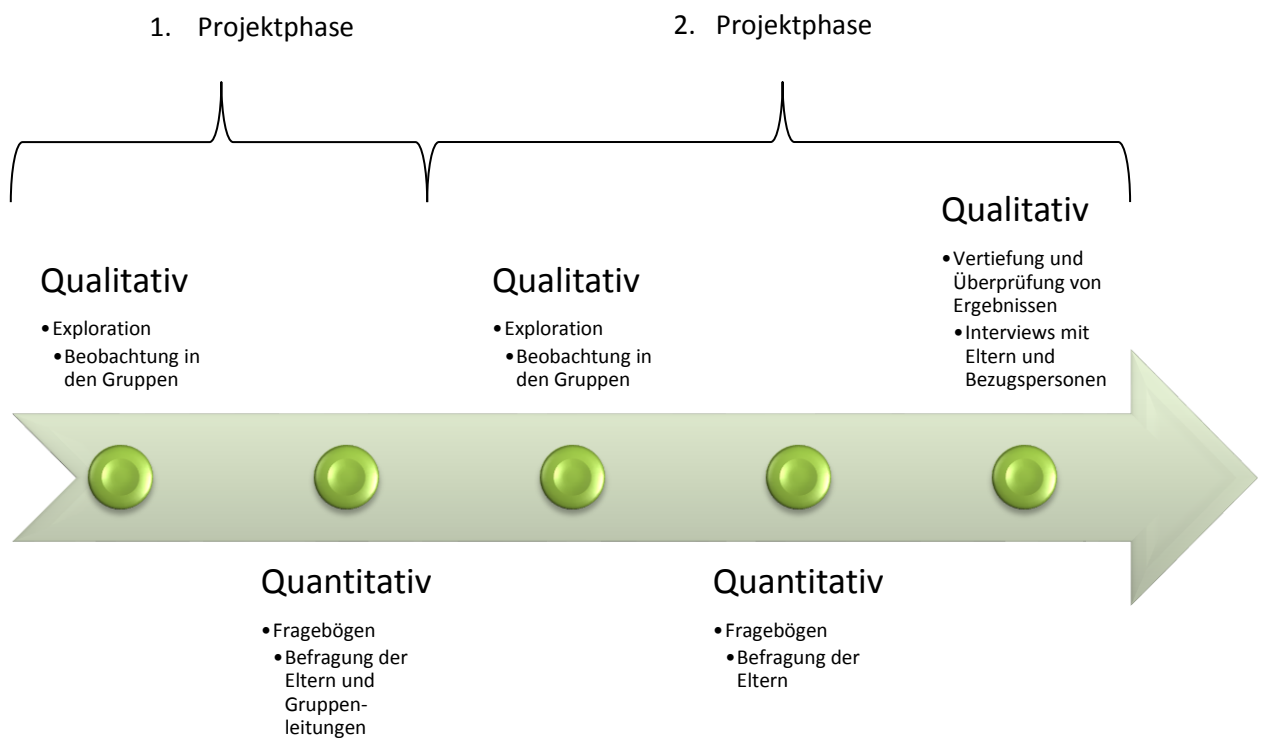 1. Projektphase
2. Projektphase
Qualitativ
•Exploration
•Beobachtung in
den Gruppen
Quantitativ
•Fragebögen
•Befragung der
Eltern und
Gruppen-
leitungen
Qualitativ
•Exploration
•Beobachtung in
den Gruppen
Quantitativ
•Fragebögen
•Befragung der
Eltern
Qualitativ
•Vertiefung und
Überprüfung von
Ergebnissen
•Interviews mit
Eltern und
Bezugspersonen